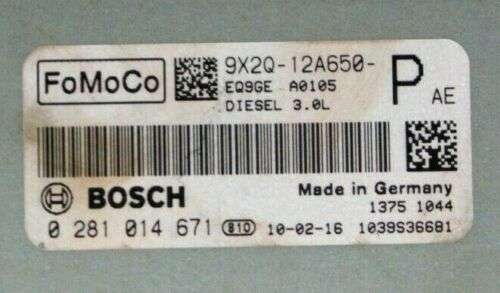 FoMoCo 9X2Q-12A650- P AE
EQ9GE A0105
DIESEL 3.0L
BOSCH Made in Germany
1375 1044
0 281 014 671 810 10-02-16 1039S36681